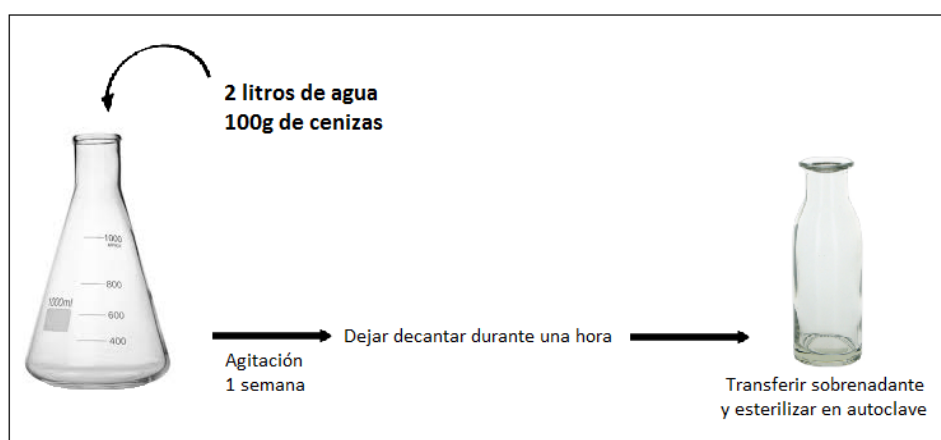 2 litros de agua
100g de cenizas
1000
800
1000ml
600
400
Agitación
1 semana
Dejar decantar durante una hora
Transferir sobrenadante
y esterilizar en autoclave